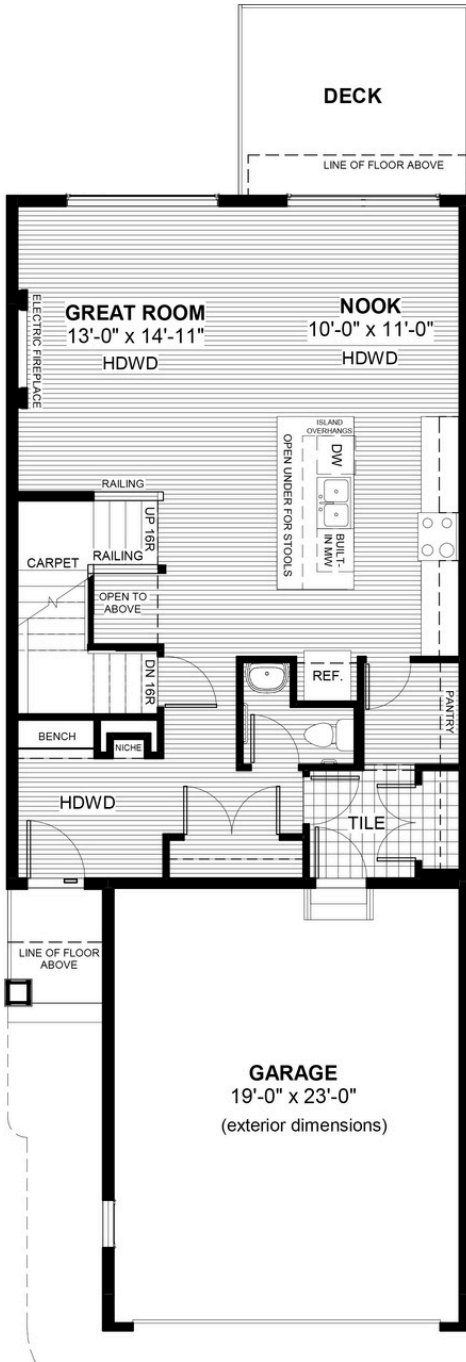 DECK
LINE OF FLOOR ABOVE
GREAT ROOM
13'-0" x 14'-11"
HDWD
NOOK
10'-0" x 11'-0"
HDWD
ELECTRIC FIREPLACE
ISLAND
OVERHANGS
DW
OPEN UNDER FOR STOOLS
BUILT-
IN MW
RAILING
UP 16R
CARPET
RAILING
OPEN TO
ABOVE
DN 16R
REF.
PANTRY
BENCH
NICHE
HDWD
TILE
LINE OF FLOOR
ABOVE
GARAGE
19'-0" x 23'-0"
(exterior dimensions)